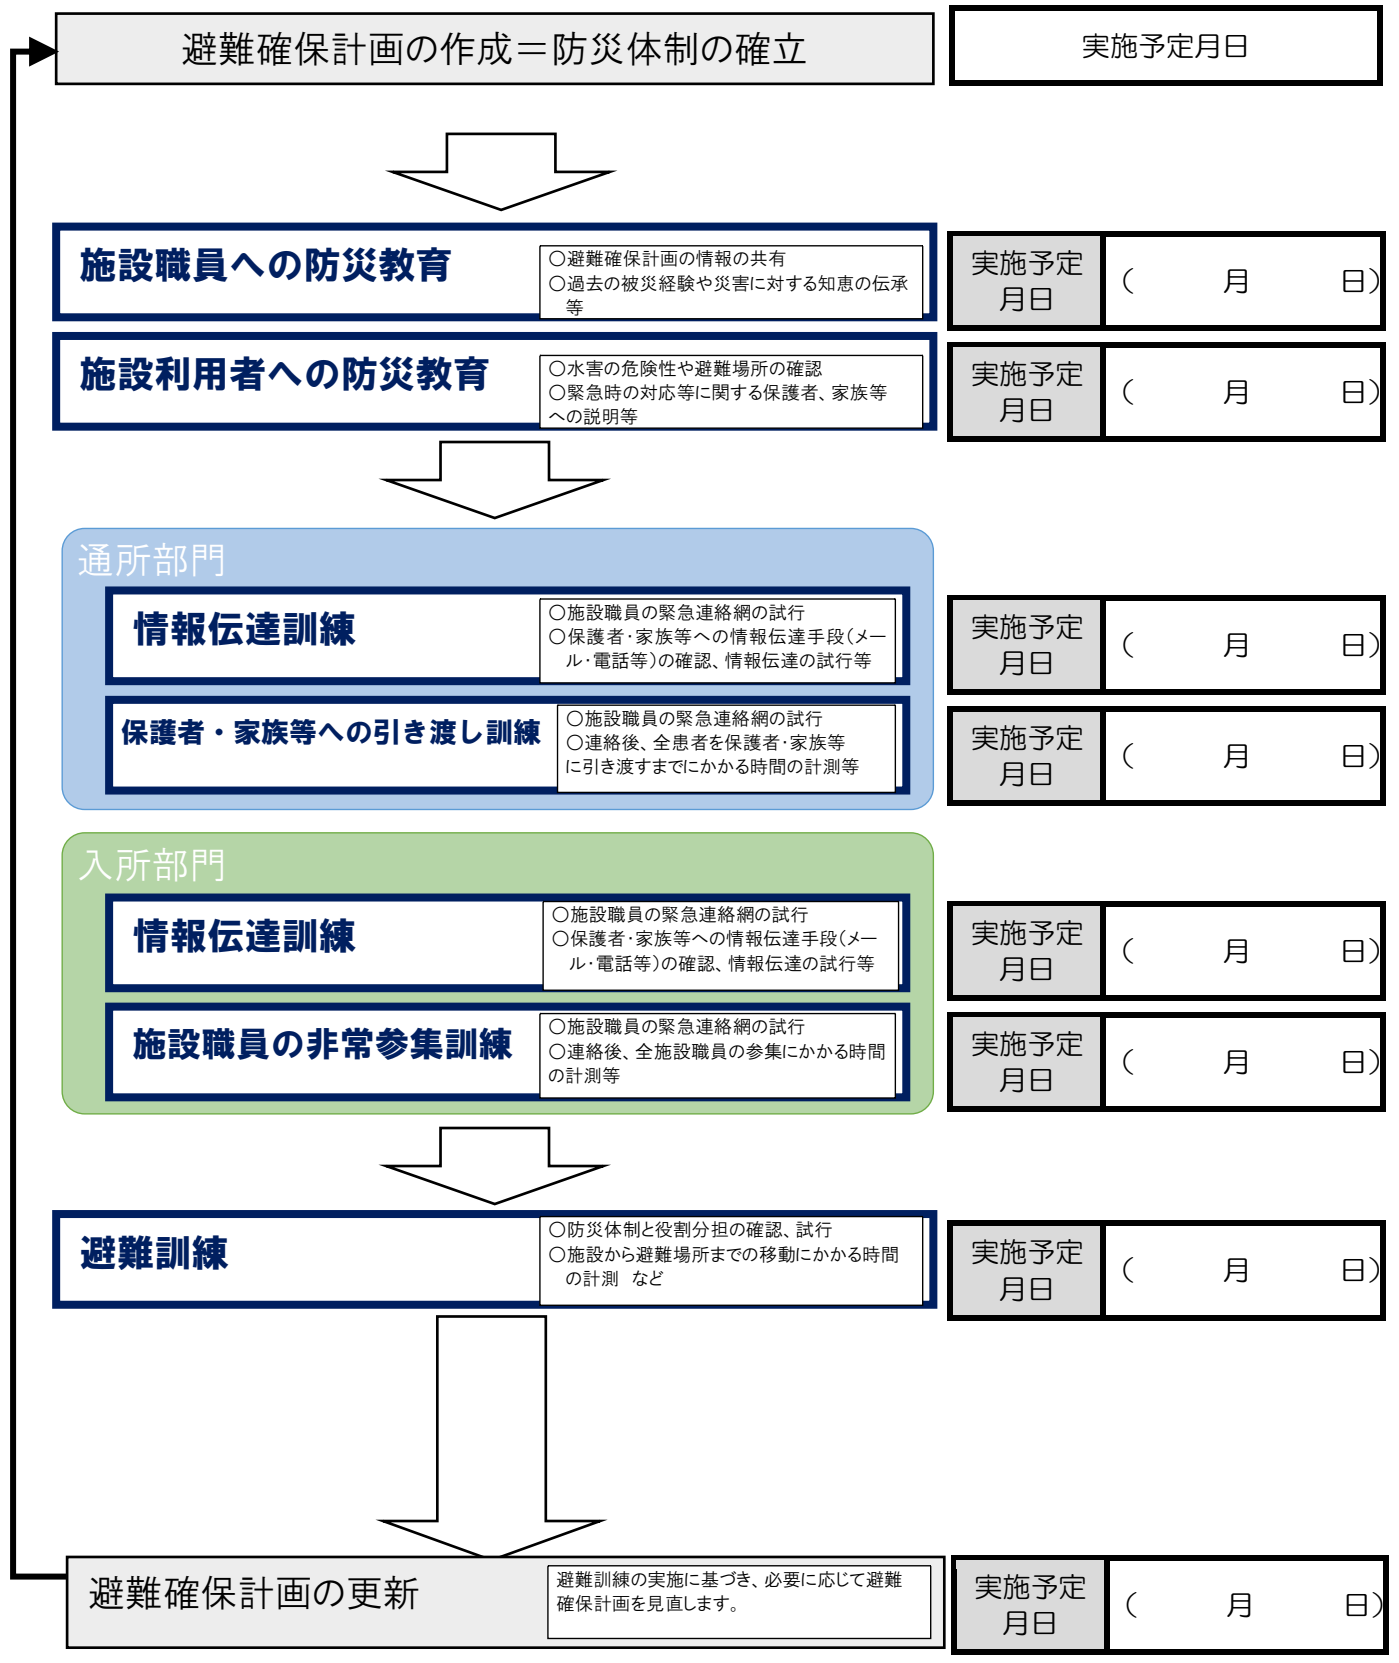 避難確保計画の作成＝防災体制の確立
実施予定月日
施設職員への防災教育
○避難確保計画の情報の共有
○過去の被災経験や災害に対する知恵の伝承
等
実施予定
月日
（　月　日）
施設利用者への防災教育
○水害の危険性や避難場所の確認
○緊急時の対応等に関する保護者、家族等
への説明等
実施予定
月日
（　月　日）
通所部門
情報伝達訓練
○施設職員の緊急連絡網の試行
○保護者・家族等への情報伝達手段（メー
ル・電話等）の確認、情報伝達の試行等
実施予定
月日
（　月　日）
保護者・家族等への引き渡し訓練
○施設職員の緊急連絡網の試行
○連絡後、全患者を保護者・家族等
に引き渡すまでにかかる時間の計測等
実施予定
月日
（　月　日）
入所部門
情報伝達訓練
○施設職員の緊急連絡網の試行
○保護者・家族等への情報伝達手段（メー
ル・電話等）の確認、情報伝達の試行等
実施予定
月日
（　月　日）
施設職員の非常参集訓練
○施設職員の緊急連絡網の試行
○連絡後、全施設職員の参集にかかる時間
の計測等
実施予定
月日
（　月　日）
避難訓練
○防災体制と役割分担の確認、試行
○施設から避難場所までの移動にかかる時間
の計測　など
実施予定
月日
（　月　日）
避難確保計画の更新
避難訓練の実施に基づき、必要に応じて避難
確保計画を見直します。
実施予定
月日
（　月　日）